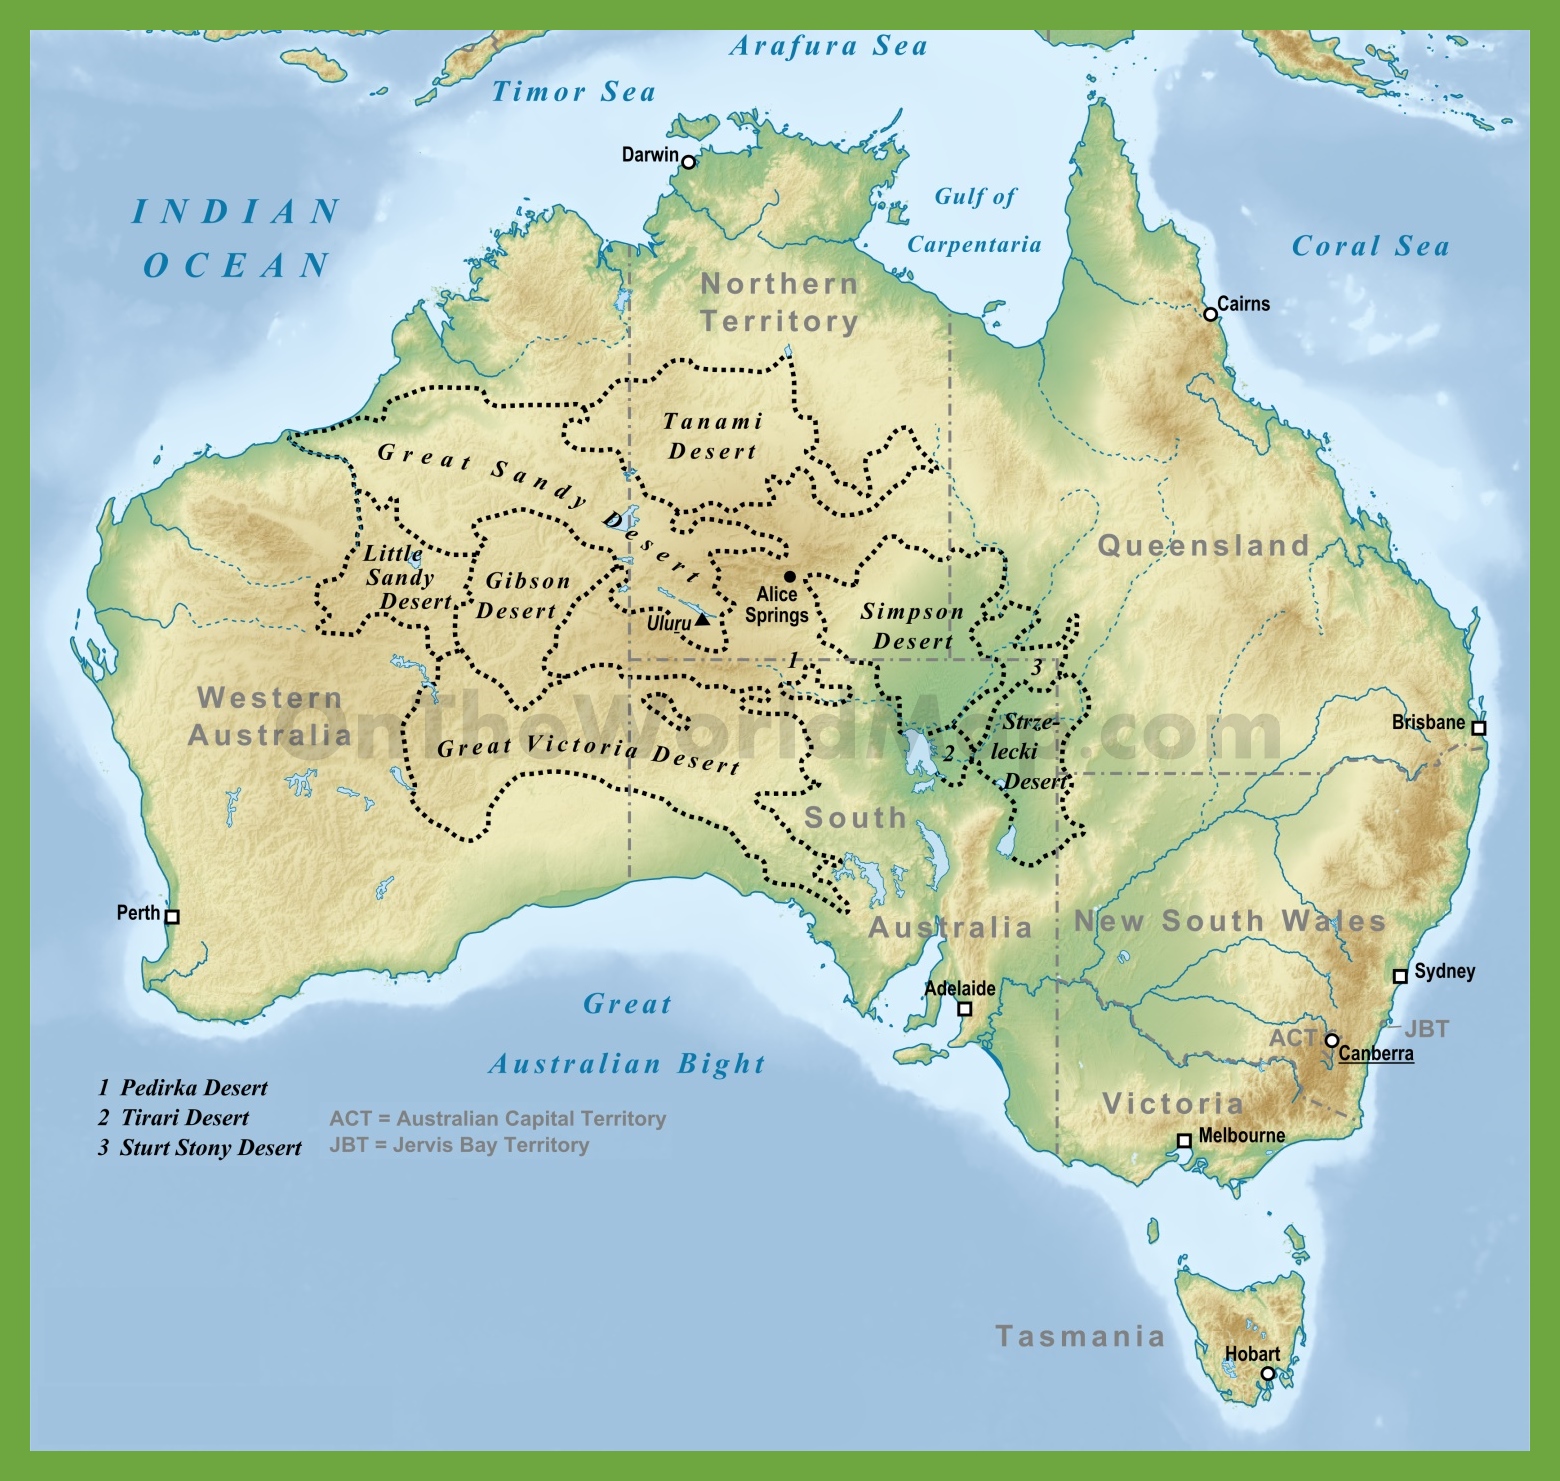 Arafura Sea
Timor Sea
Darwin
INDIAN
OCEAN
Gulf of
Carpentaria
Coral Sea
Northern
Territory
Cairns
Tanami
Desert
Great Sandy Desert
Queensland
Little
Sandy
Desert
Gibson
Desert
Alice
Springs
Uluru
Simpson
Desert
1
3
Western
Australia
OnTheWorldMap.com
Great Victoria Desert
2
Strze-
lecki
Desert
Brisbane
South
Australia
New South Wales
Perth
Adelaide
Sydney
Great
Australian Bight
ACT
JBT
Canberra
1 Pedirka Desert
2 Tirari Desert
3 Sturt Stony Desert
ACT = Australian Capital Territory
JBT = Jervis Bay Territory
Victoria
Melbourne
Tasmania
Hobart